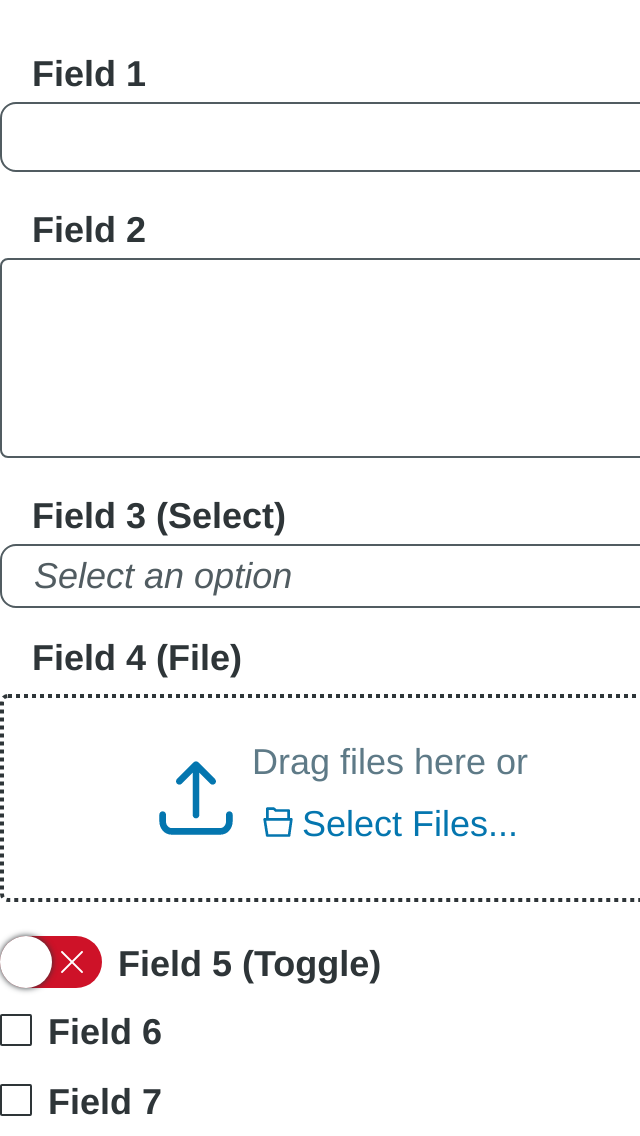 Field 1
Field 2
Field 3 (Select)
Select an option
Field 4 (File)
Drag files here or
Select Files...
Field 5 (Toggle)
Field 6
Field 7